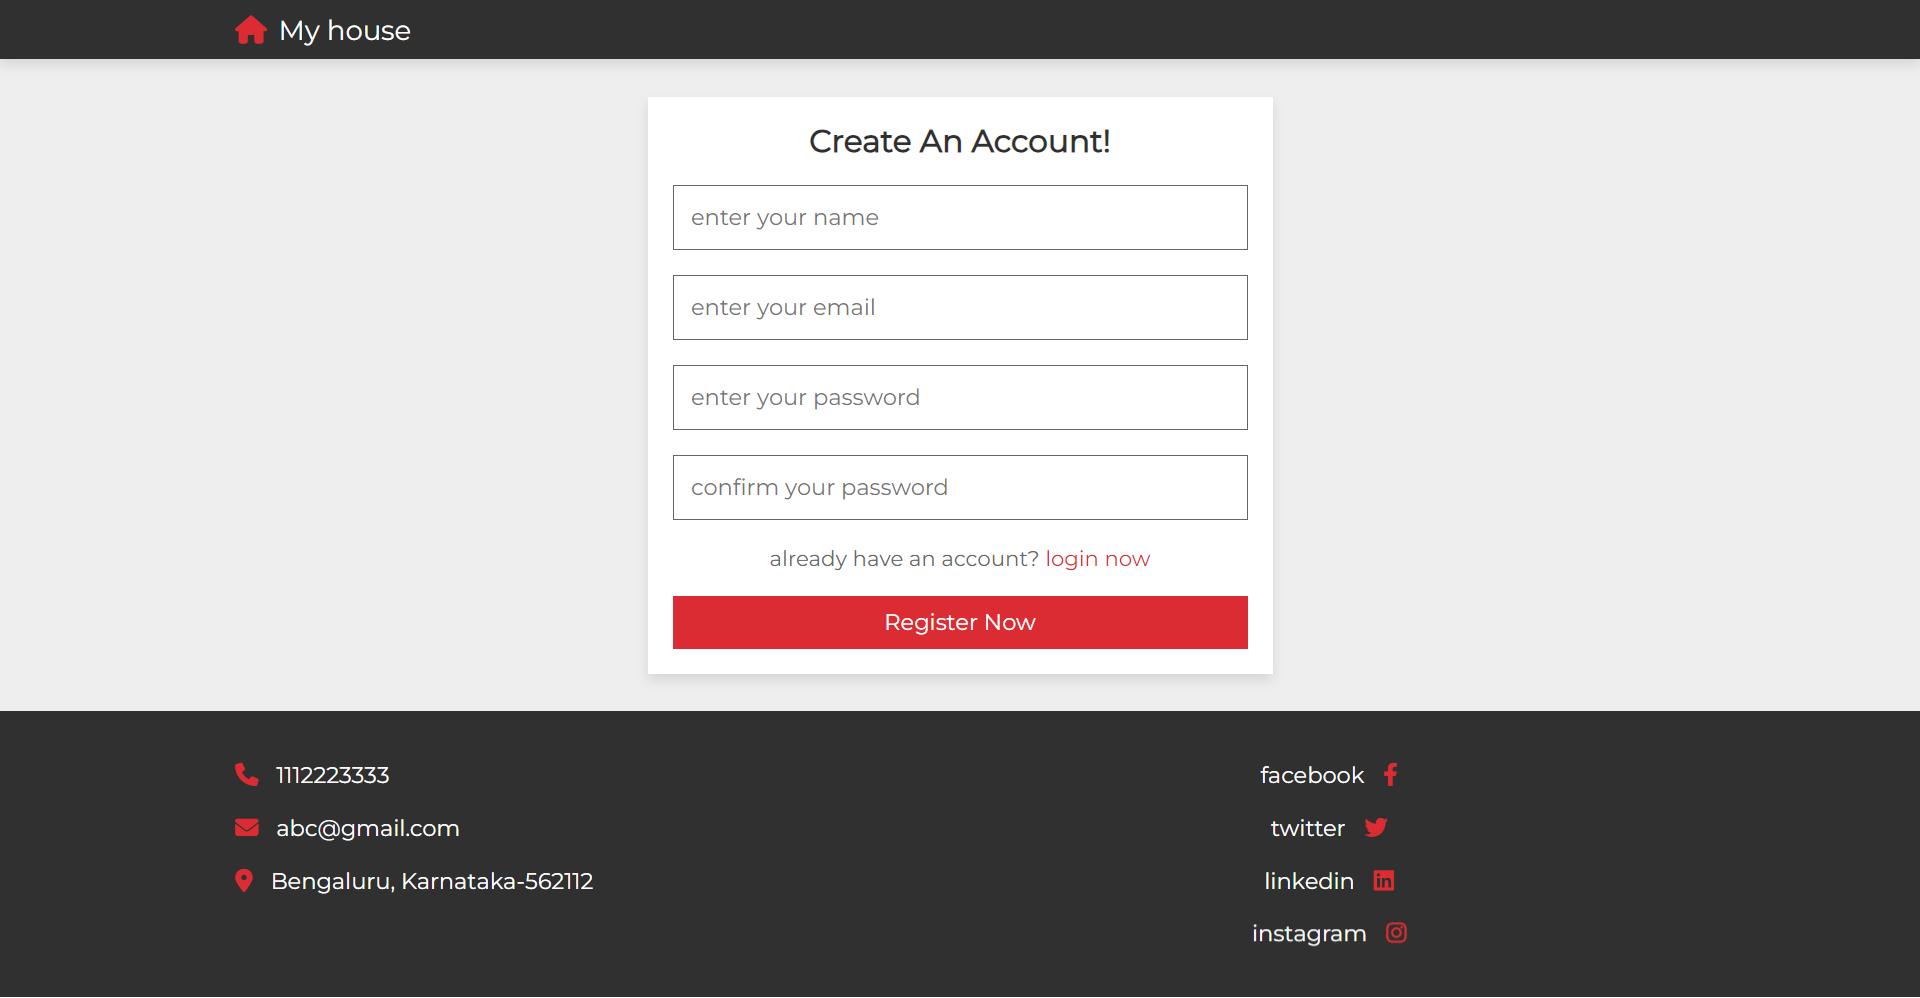 My house
Create An Account!
enter your name
enter your email
enter your password
confirm your password
already have an account? login now
Register Now
1112223333
abc@gmail.com
Bengaluru, Karnataka-562112
facebook
twitter
linkedin
instagram